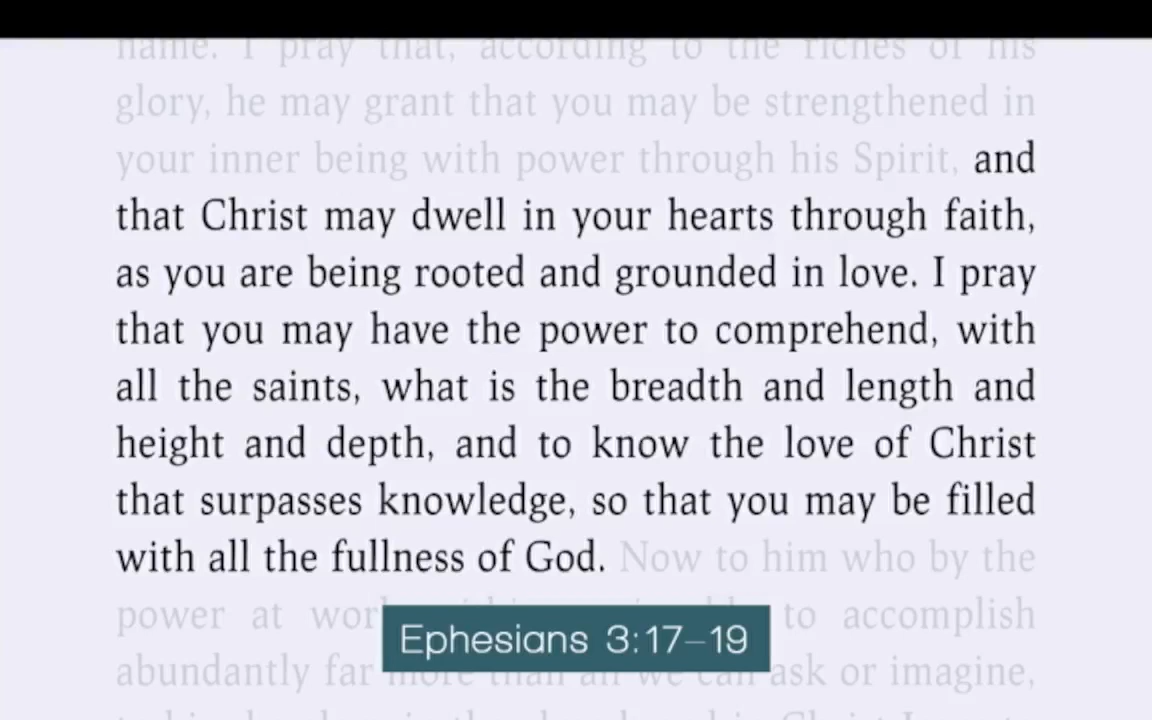 name. I pray that, according to the riches of his
glory, he may grant that you may be strengthened in
your inner being with power through his Spirit, and
that Christ may dwell in your hearts through faith,
as you are being rooted and grounded in love. I pray
that you may have the power to comprehend, with
all the saints, what is the breadth and length and
height and depth, and to know the love of Christ
that surpasses knowledge, so that you may be filled
with all the fullness of God. Now to him who by the
power at to accomplish
Ephesians 3:17–19
abundantly far more than all we can ask or imagine,